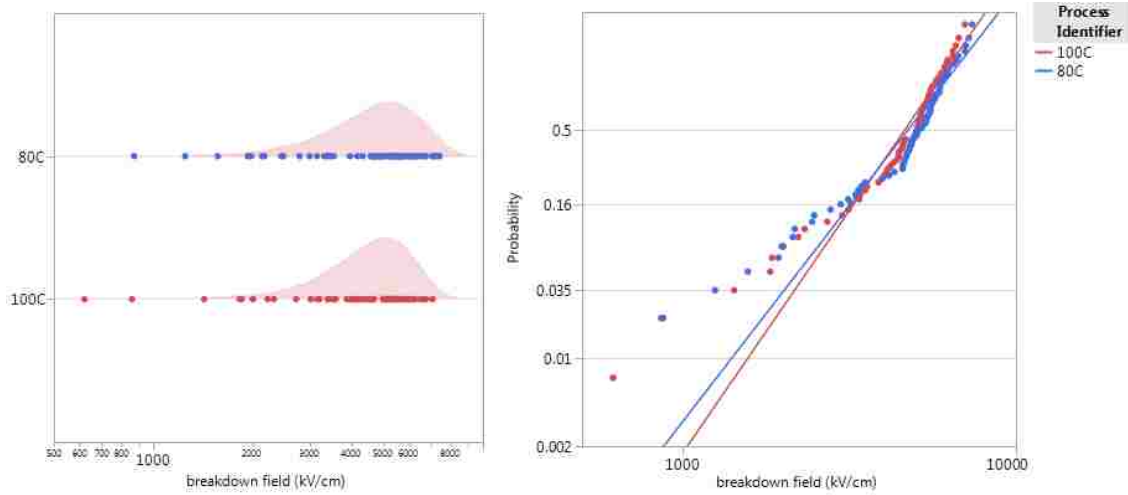 80C
100C
500 600 700 800 1000 2000 3000 4000 5000 6000 8000
breakdown field (kV/cm)
Probability
0.5
0.16
0.035
0.01
0.002
1000 10000
breakdown field (kV/cm)
Process
Identifier
100C
80C